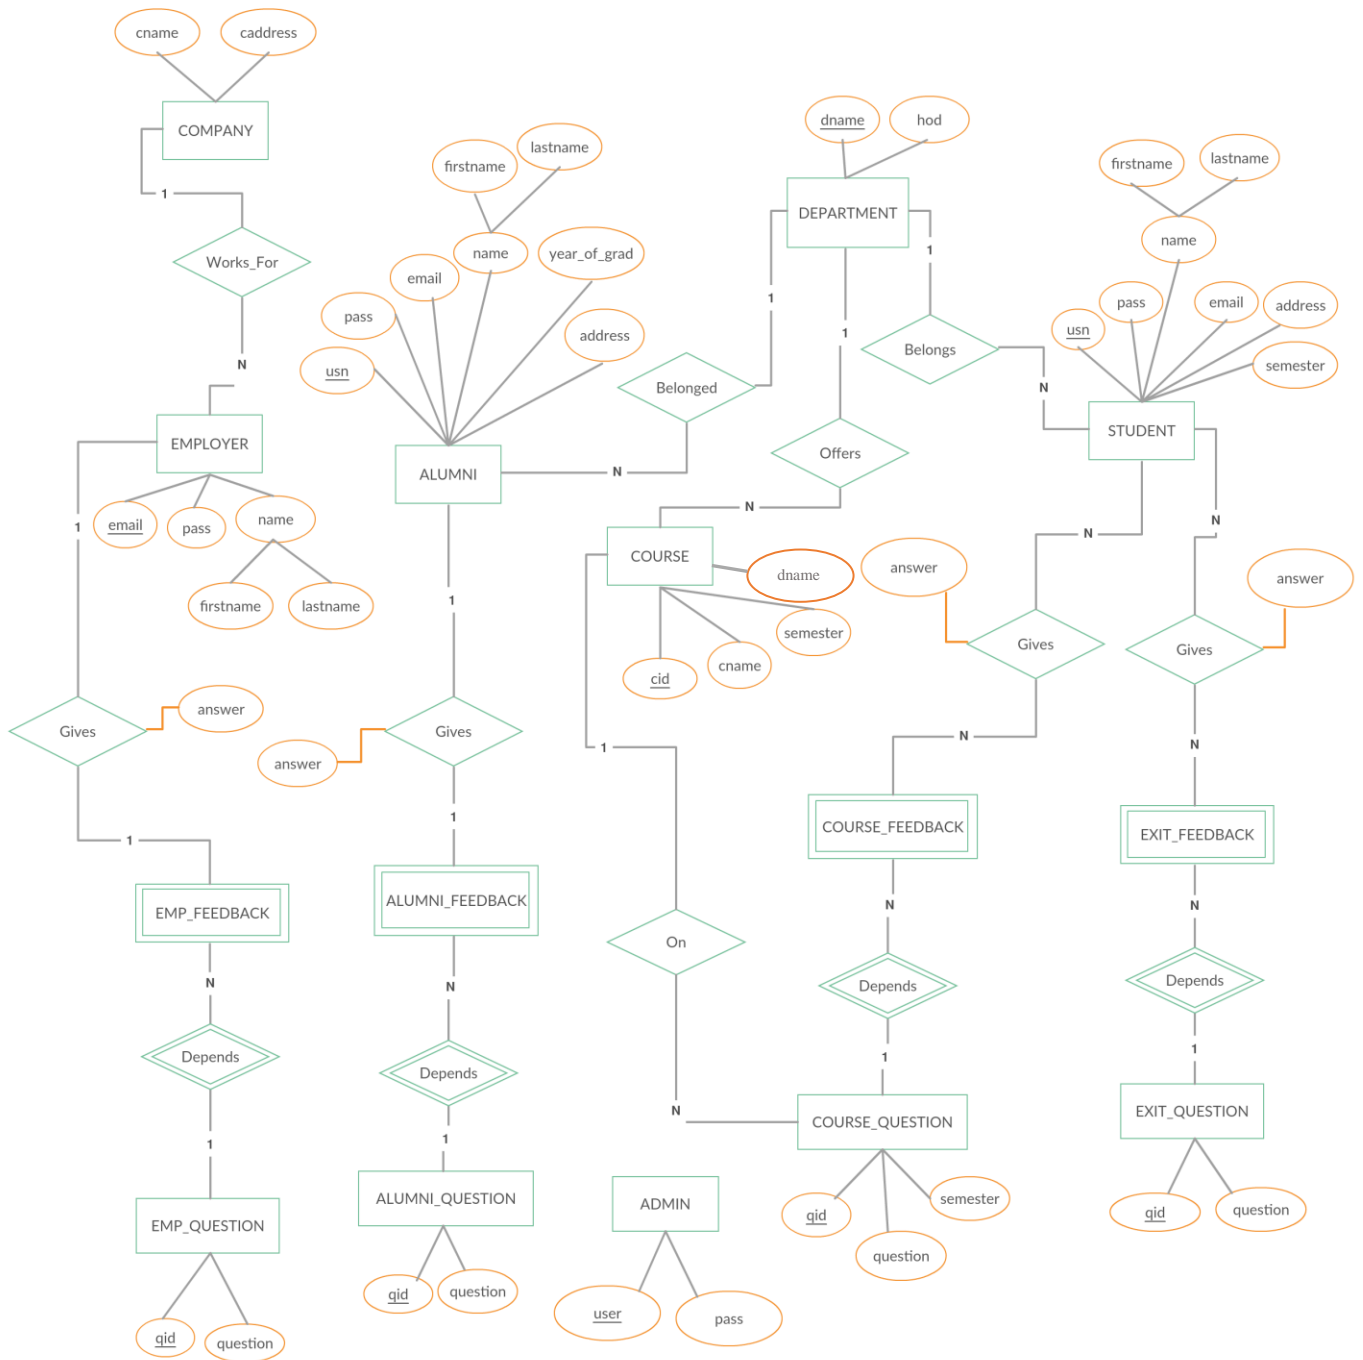 cname
caddress
COMPANY
1
Works_For
N
EMPLOYER
email
pass
name
firstname
lastname
1
Gives
answer
1
EMP_FEEDBACK
N
Depends
1
EMP_QUESTION
qid
question
firstname
lastname
name
year_of_grad
email
pass
address
usn
ALUMNI
N
Belonged
1
1
Gives
answer
1
ALUMNI_FEEDBACK
N
Depends
1
ALUMNI_QUESTION
qid
question
dname
hod
DEPARTMENT
1
Offers
N
COURSE
dname
semester
cname
cid
1
On
N
1
Belongs
N
firstname
lastname
name
pass
email
address
usn
semester
STUDENT
N
Gives
answer
N
COURSE_FEEDBACK
N
Depends
1
COURSE_QUESTION
qid
question
semester
N
Gives
answer
N
EXIT_FEEDBACK
N
Depends
1
EXIT_QUESTION
qid
question
ADMIN
user
pass